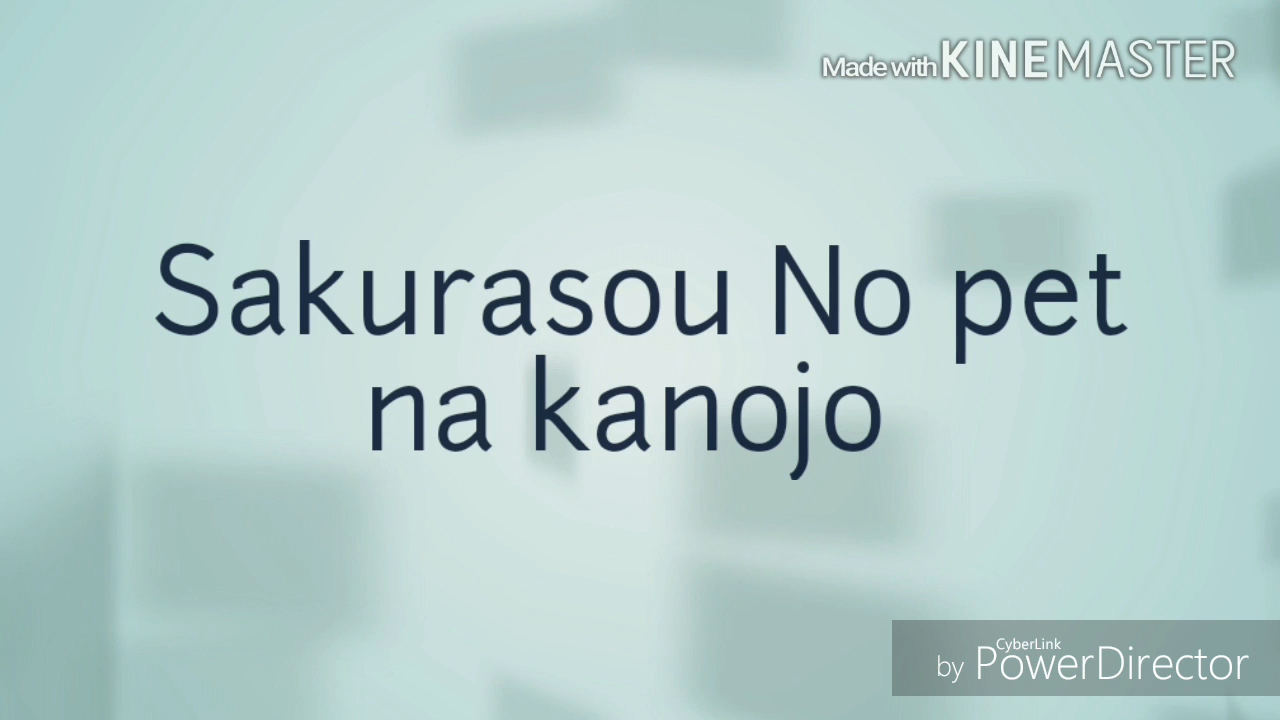 Made with KINEMASTER
Sakurasou No pet
na kanojo
CyberLink
by PowerDirector